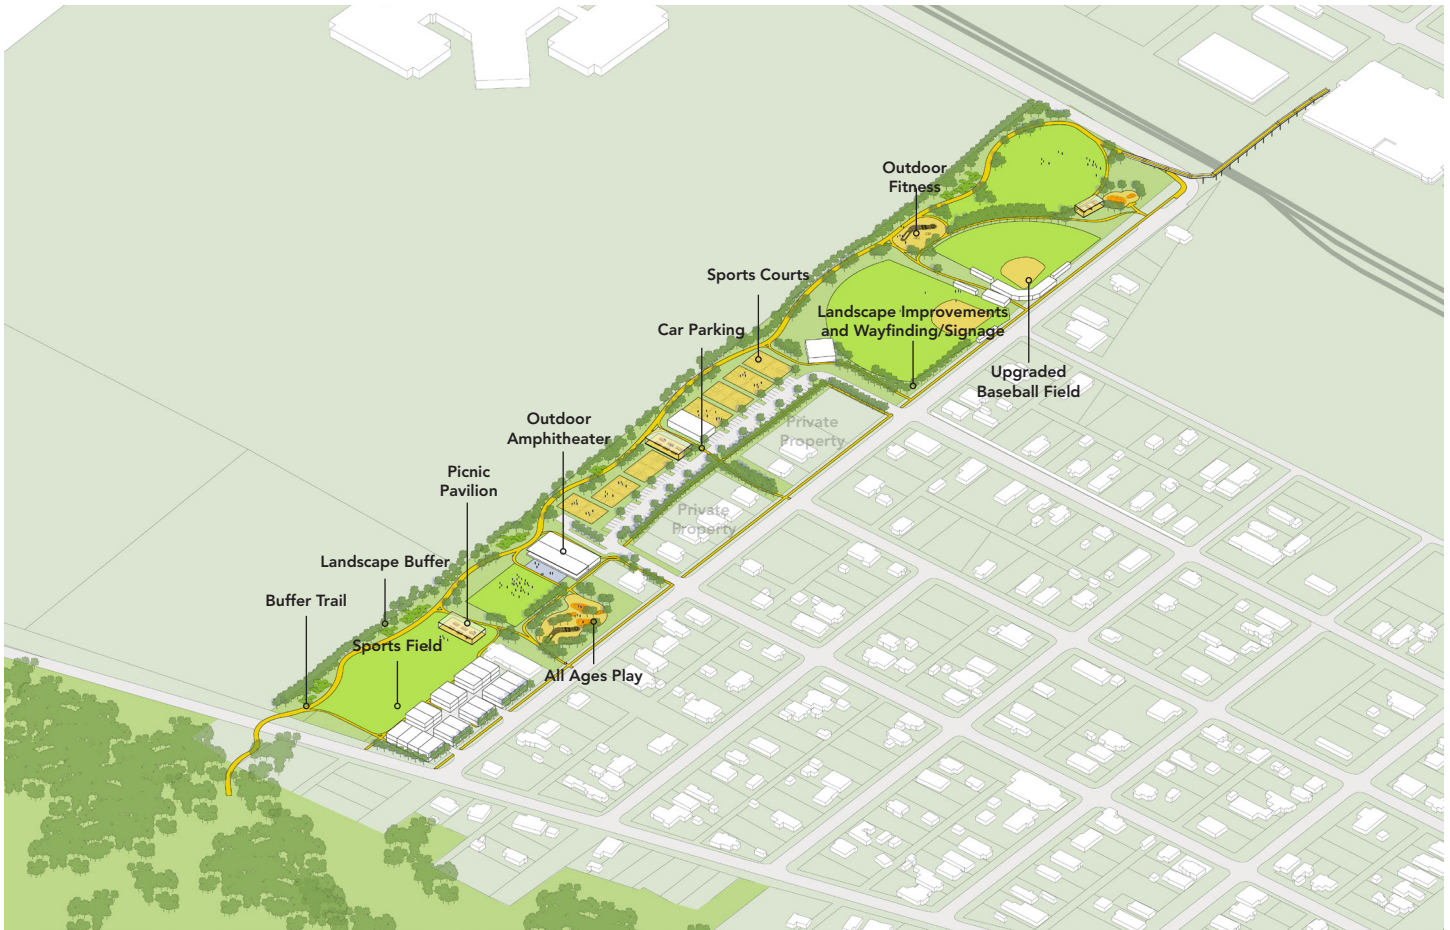 Outdoor
Fitness
Sports Courts
Landscape Improvements
and Wayfinding/Signage
Car Parking
Upgraded
Baseball Field
Outdoor
Amphitheater
Private
Property
Picnic
Pavilion
Private
Property
Landscape Buffer
Buffer Trail
Sports Field
All Ages Play